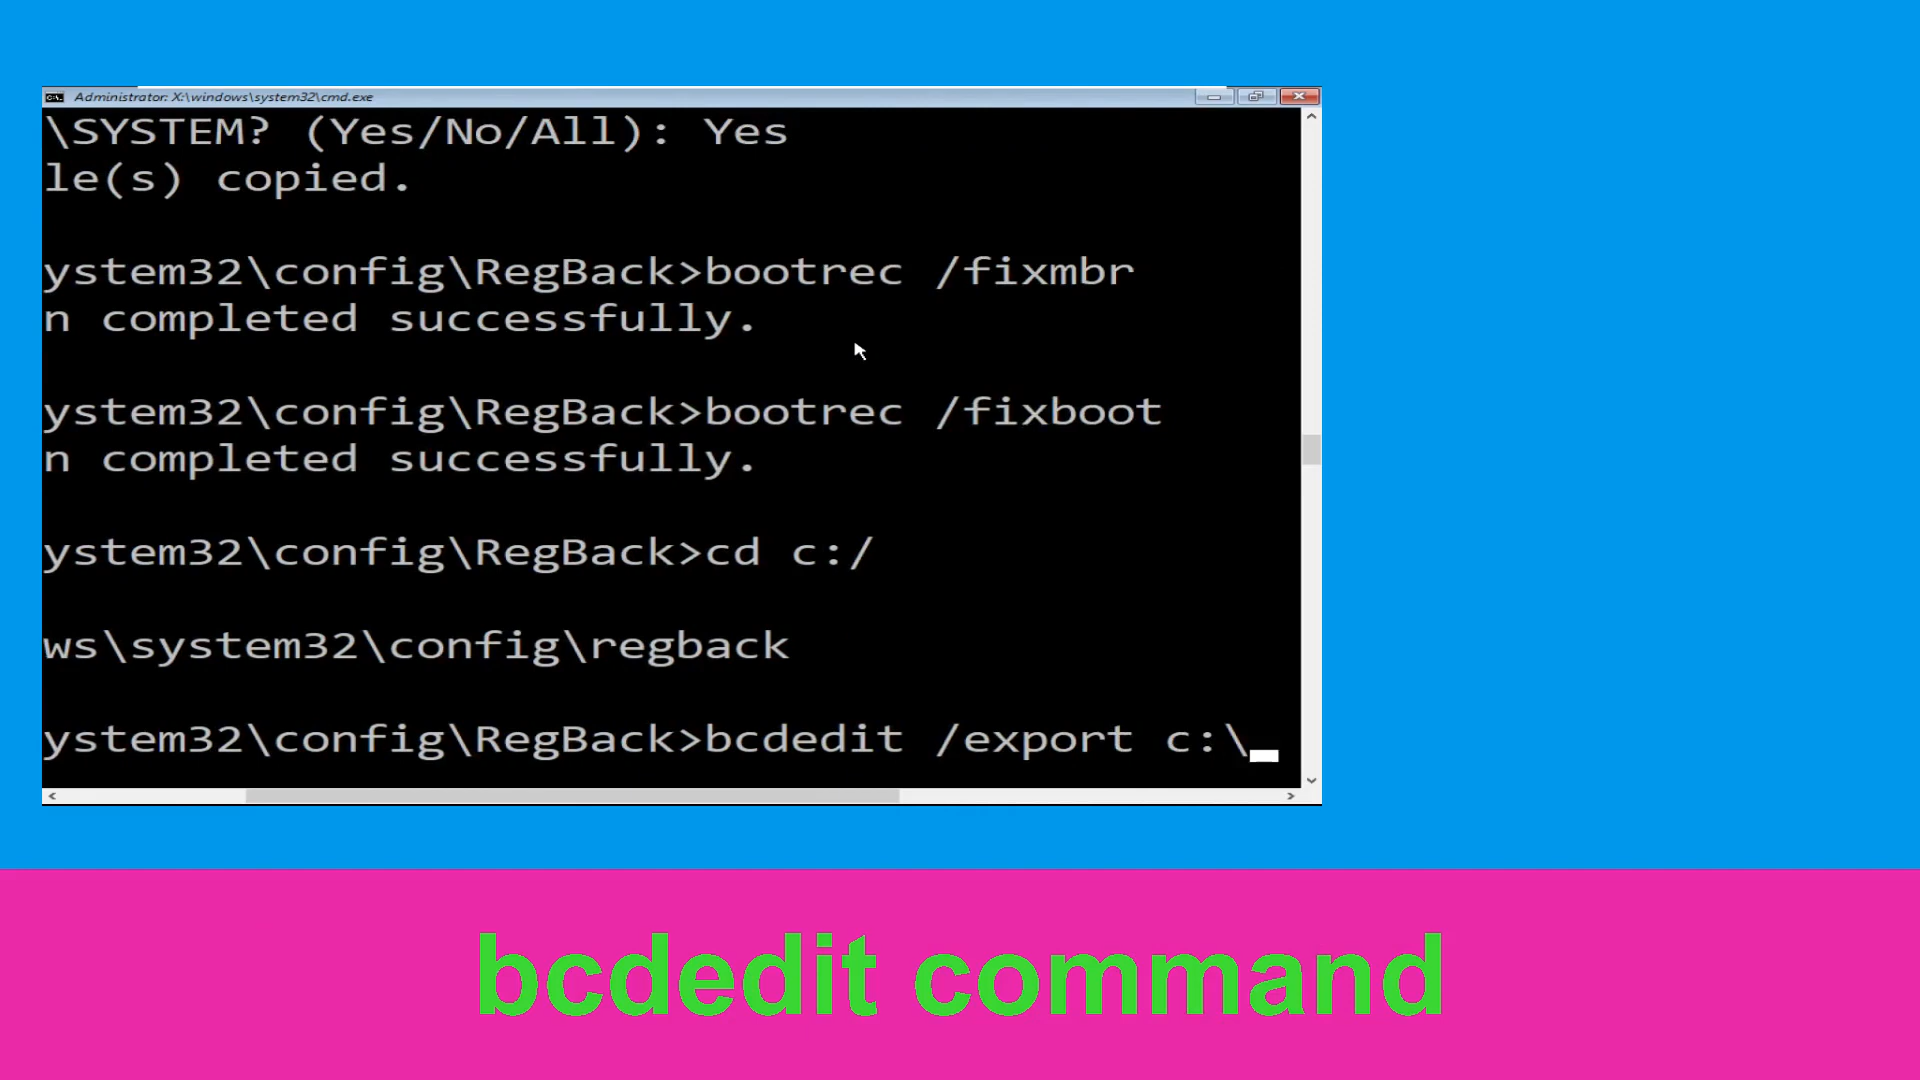 Administrator: X:\windows\system32\cmd.exe
\SYSTEM? (Yes/No/All): Yes
le(s) copied.
ystem32\config\RegBack>bootrec /fixmbr
n completed successfully.
ystem32\config\RegBack>bootrec /fixboot
n completed successfully.
ystem32\config\RegBack>cd c:/
ws\system32\config\regback
ystem32\config\RegBack>bcdedit /export c:\
bcdedit command